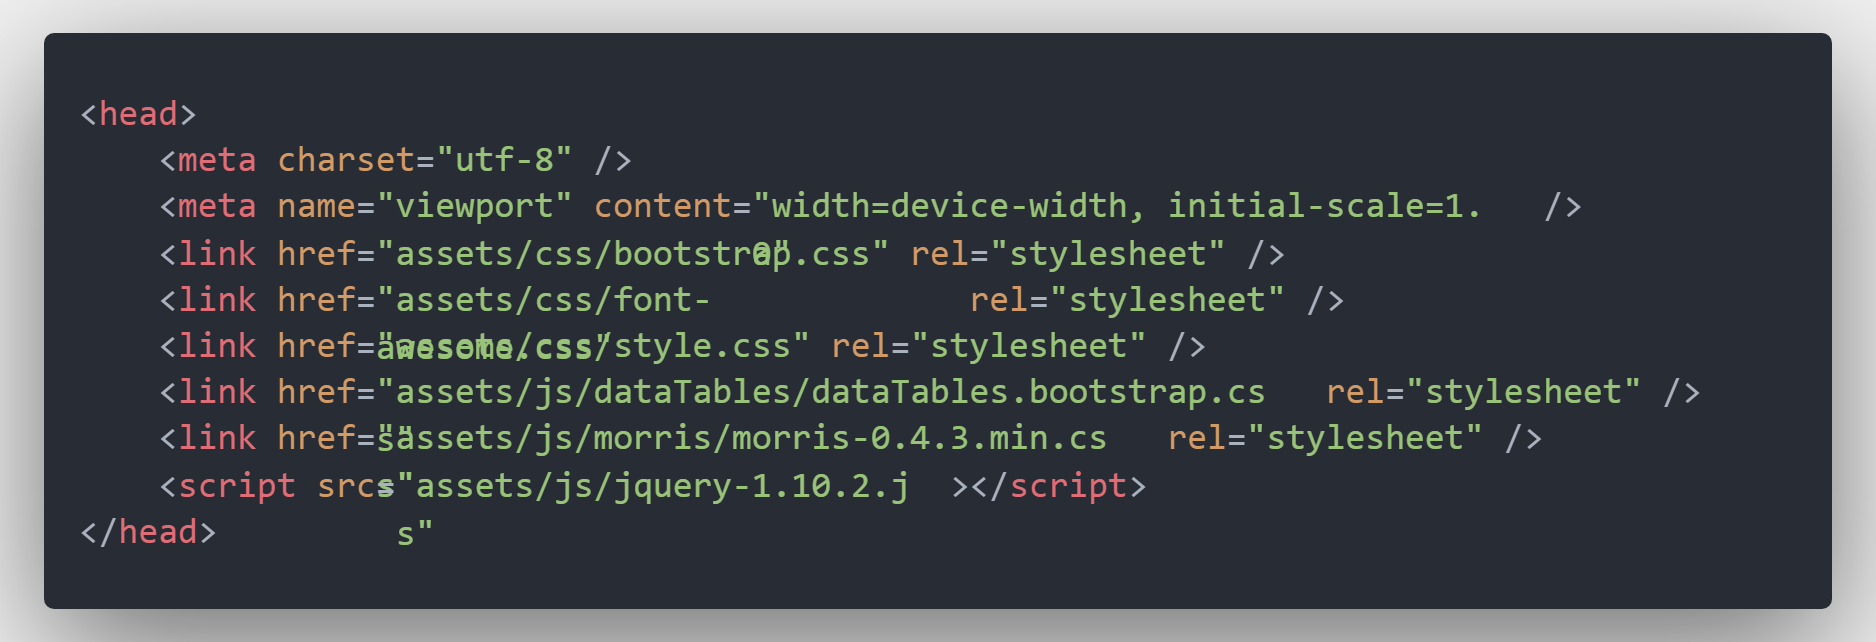 <head>
    <meta charset="utf-8" />
    <meta name="viewport" content="width=device-width, initial-scale=1.0" />
    <link href="assets/css/bootstrap.css" rel="stylesheet" />
    <link href="assets/css/font-awesome.css" rel="stylesheet" />
    <link href="assets/css/style.css" rel="stylesheet" />
    <link href="assets/js/dataTables/dataTables.bootstrap.css" rel="stylesheet" />
    <link href="assets/js/morris/morris-0.4.3.min.css" rel="stylesheet" />
    <script src="assets/js/jquery-1.10.2.js"></script>
</head>